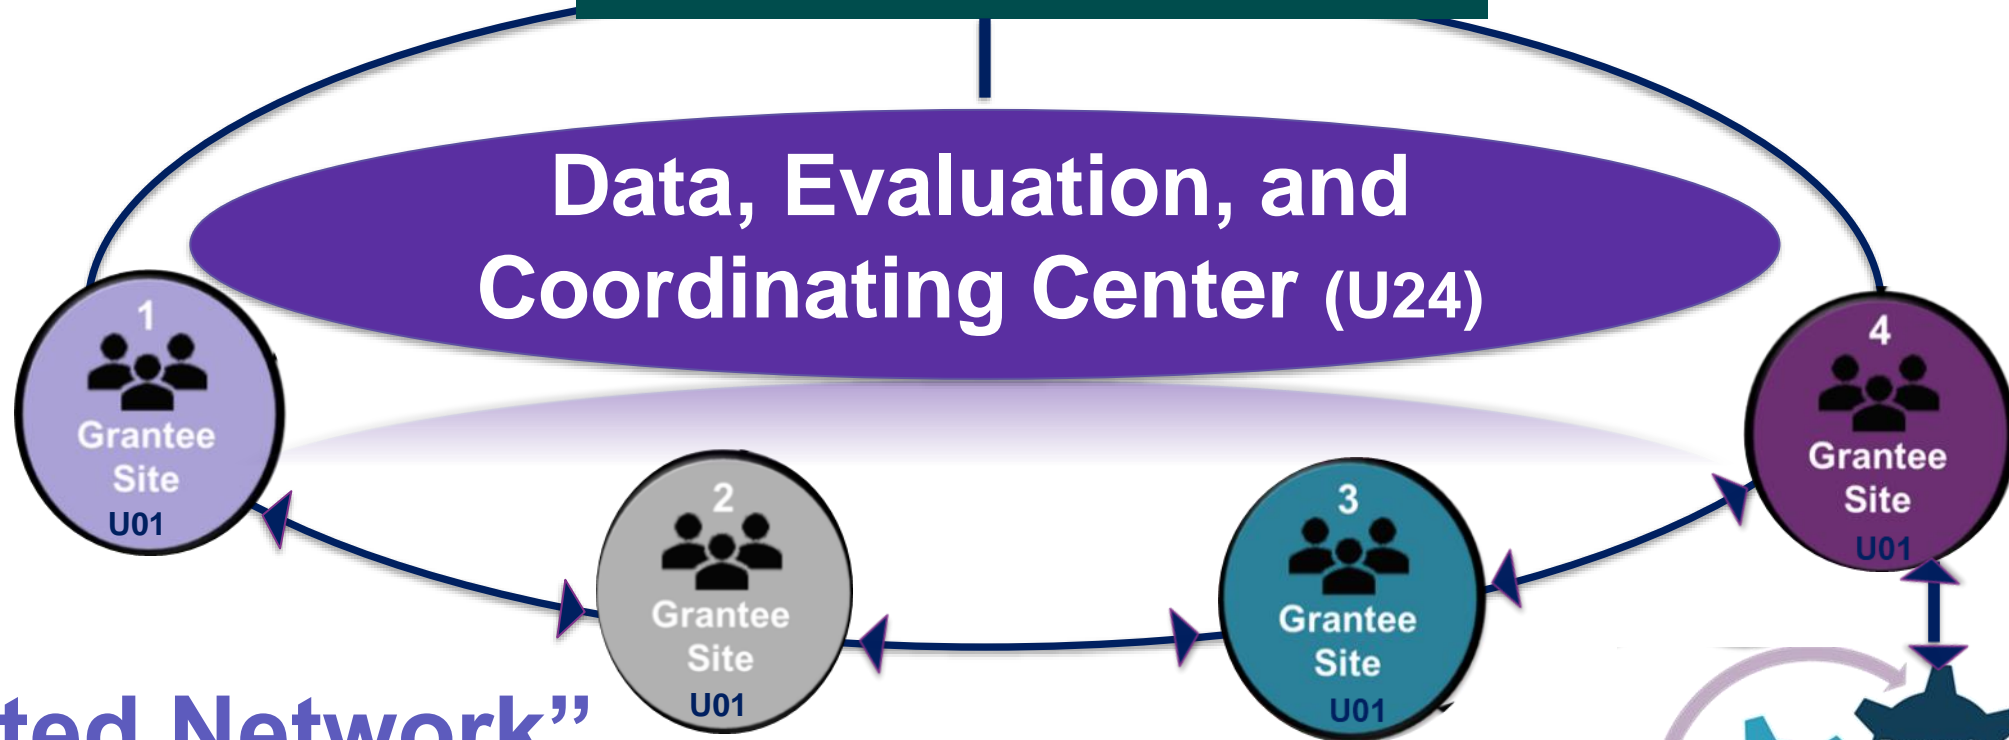 Data, Evaluation, and
Coordinating Center (U24)
1
Grantee
Site
U01
2
Grantee
Site
U01
3
Grantee
Site
U01
4
Grantee
Site
U01
ted Network”